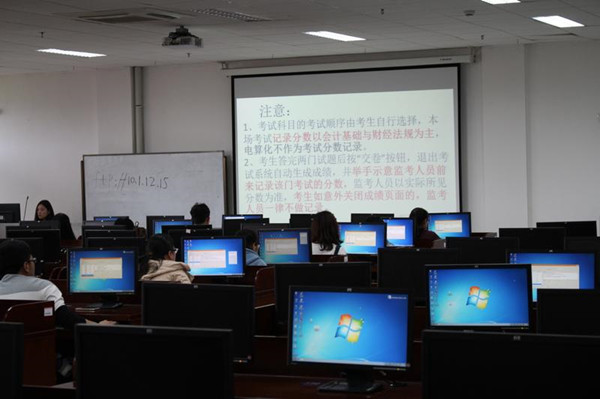 注意：
1、考试科目的考试顺序由考生自行选择，本
场考试记录分数以会计基础与财经法规为主，
电算化不作为考试分数记录。
2、考生答完两门试题后按"交卷"按钮，退出考
试系统自动生成成绩，并举手示意监考人员前
来记录该门考试的分数，监考人员以实际所见
分数为准，考生如意外关闭成绩页面的，监考
人员一律不做记录